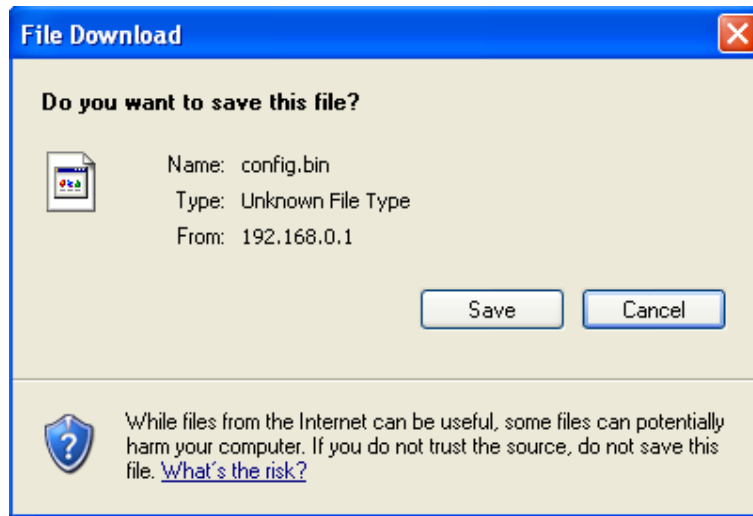 File Download
Do you want to save this file?
Name: config.bin
Type: Unknown File Type
From: 192.168.0.1
Save Cancel
While files from the Internet can be useful, some files can potentially
harm your computer. If you do not trust the source, do not save this
file. What's the risk?